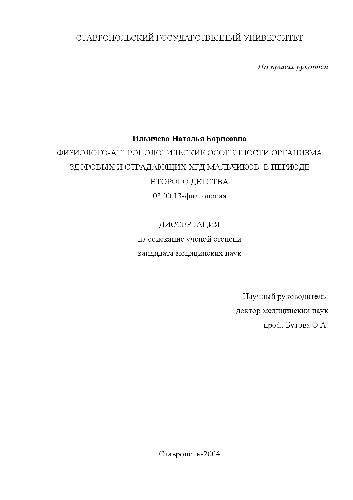 СТАВРОПОЛЬСКИЙ ГОСУДАРСТВЕННЫЙ УНИВЕРСИТЕТ
На правах рукописи
Ильичева Наталья Борисовна
ФИЗИОЛОГО-АНТРОПОЛОГИЧЕСКИЕ ОСОБЕННОСТИ ОРГАНИЗМА
ЗДОРОВЫХ И СТРАДАЮЩИХ ХГД МАЛЬЧИКОВ В ПЕРИОДЕ
ВТОРОГО ДЕТСТВА
03.00.13-физиология
ДИССЕРТАЦИЯ
на соискание ученой степени
кандидата медицинских наук
Научный руководитель:
доктор медицинских наук
проф. Бутова О.А.
Ставрополь-2004